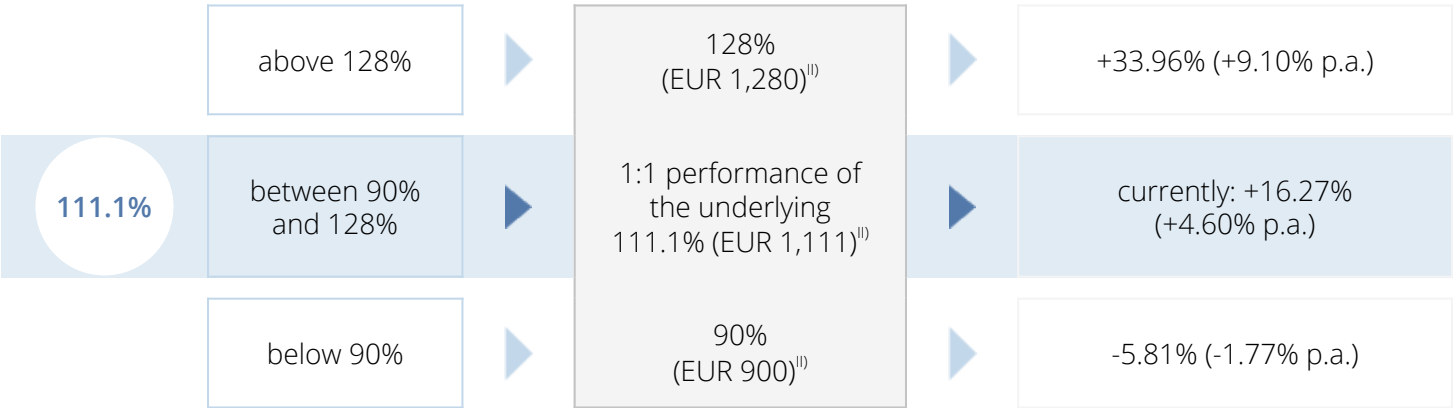 above 128%
128%
(EUR 1,280)II)
+33.96% (+9.10% p.a.)
111.1%
between 90%
and 128%
1:1 performance of
the underlying
111.1% (EUR 1,111)II)
currently: +16.27%
(+4.60% p.a.)
below 90%
90%
(EUR 900)II)
-5.81% (-1.77% p.a.)